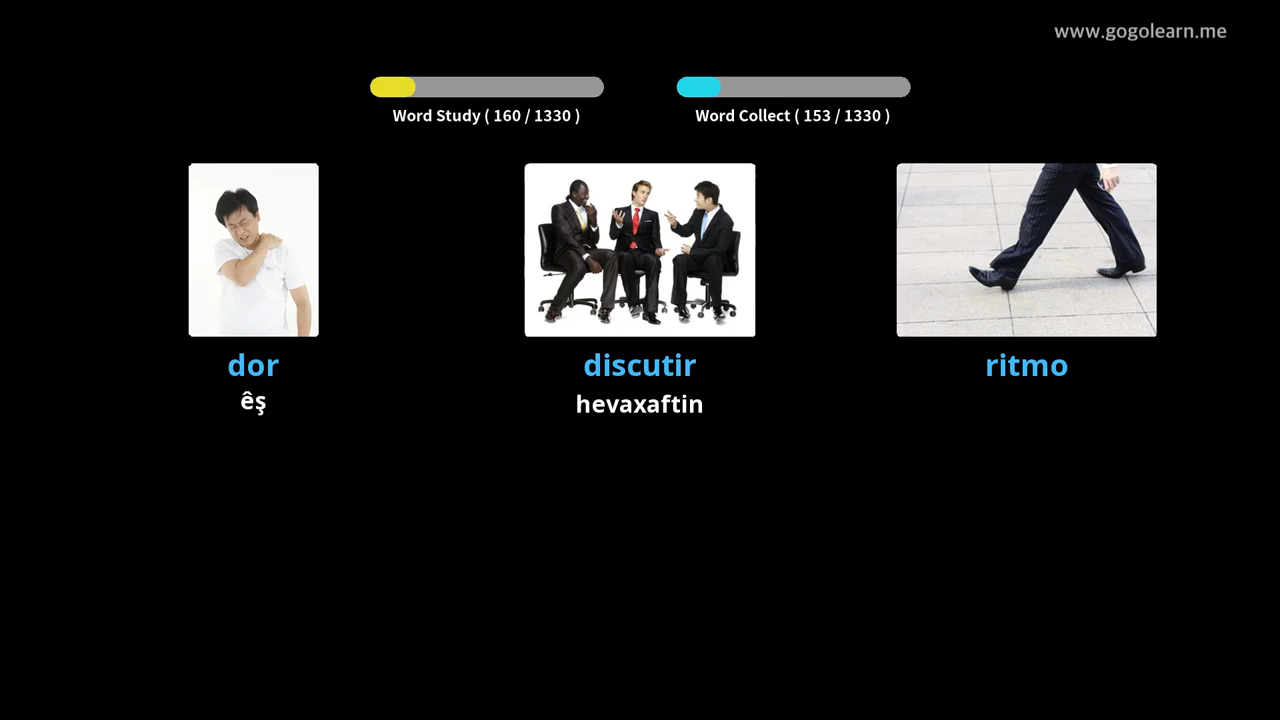 www.gogolearn.me
Word Study ( 160 / 1330 )
Word Collect ( 153 / 1330 )
dor
êş
discutir
hevaxaftin
ritmo